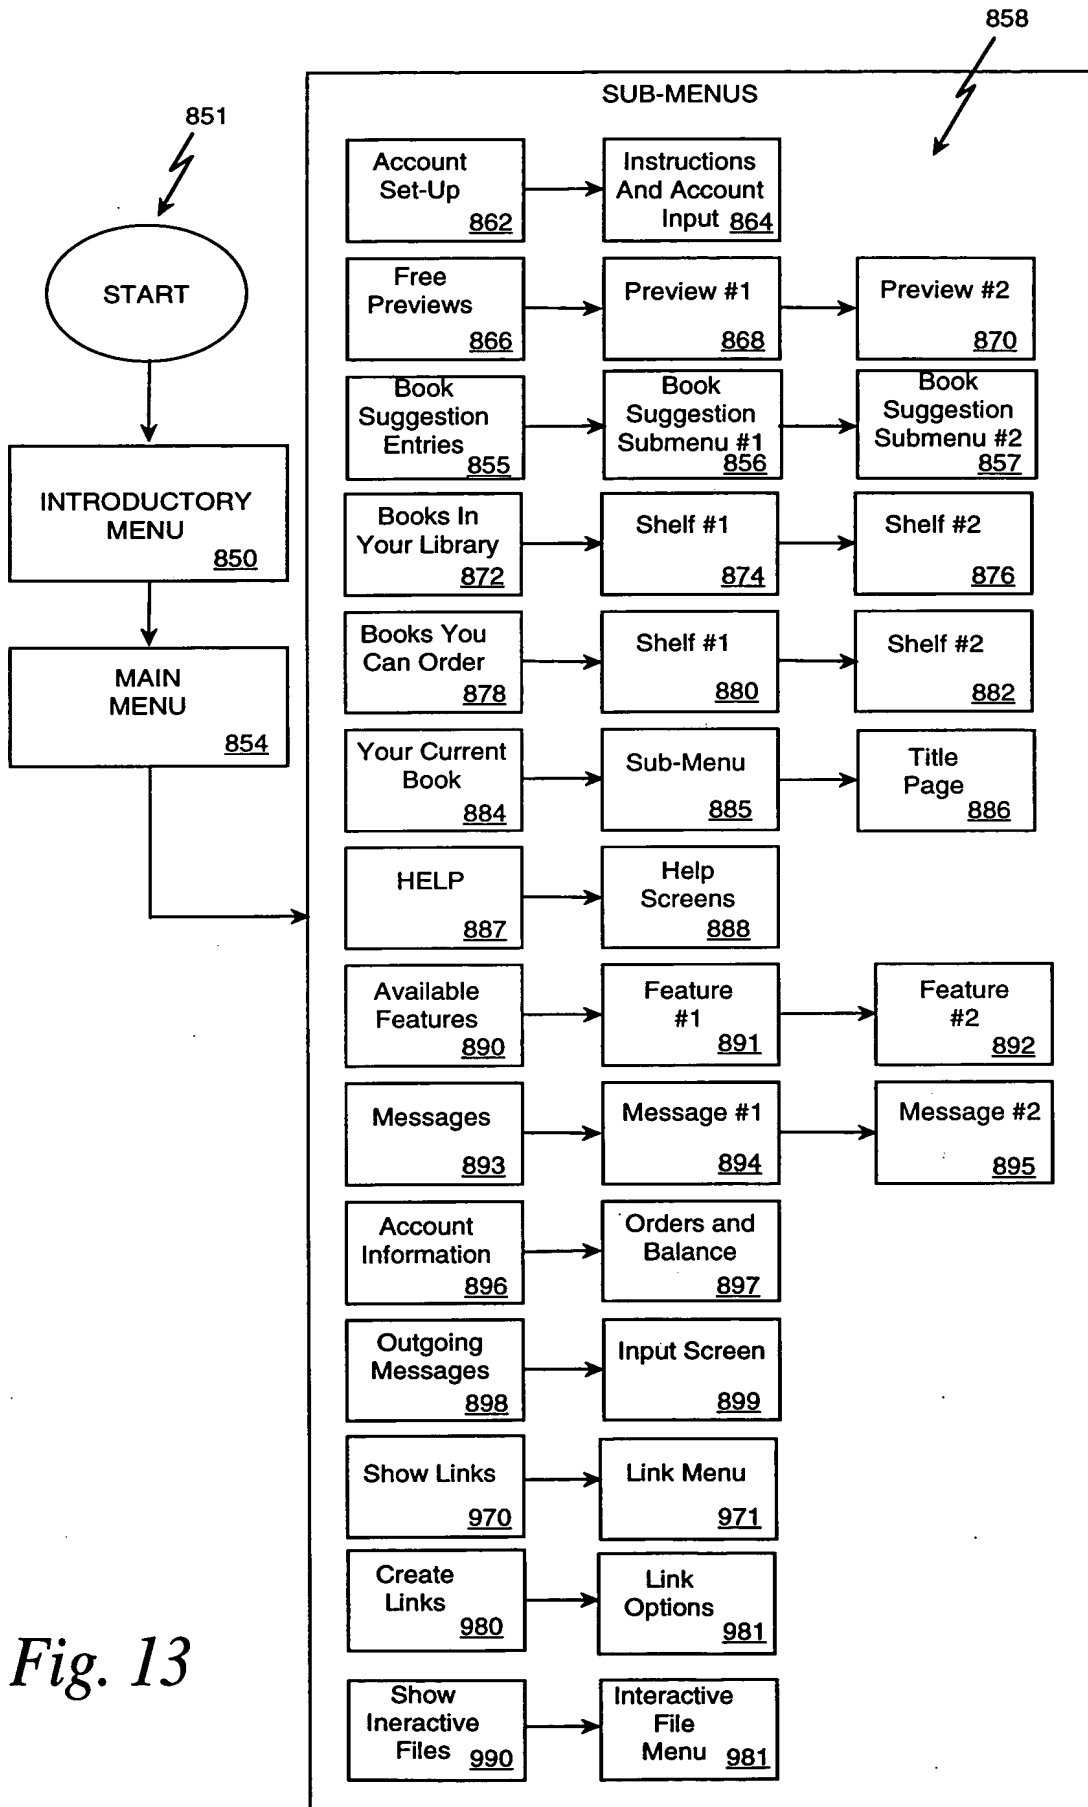 858
SUB-MENUS
851
START
INTRODUCTORY
MENU
850
MAIN
MENU
854
Account
Set-Up
862
Instructions
And Account
Input 864
Free
Previews
866
Preview #1
868
Preview #2
870
Book
Suggestion
Entries
855
Book
Suggestion
Submenu #1
856
Book
Suggestion
Submenu #2
857
Books In
Your Library
872
Shelf #1
874
Shelf #2
876
Books You
Can Order
878
Shelf #1
880
Shelf #2
882
Your Current
Book
884
Sub-Menu
885
Title
Page
886
HELP
887
Help
Screens
888
Available
Features
890
Feature
#1
891
Feature
#2
892
Messages
893
Message #1
894
Message #2
895
Account
Information
896
Orders and
Balance
897
Outgoing
Messages
898
Input Screen
899
Show Links
970
Link Menu
971
Create
Links
980
Link
Options
981
Show
Ineractive
Files 990
Interactive
File
Menu 981
Fig. 13